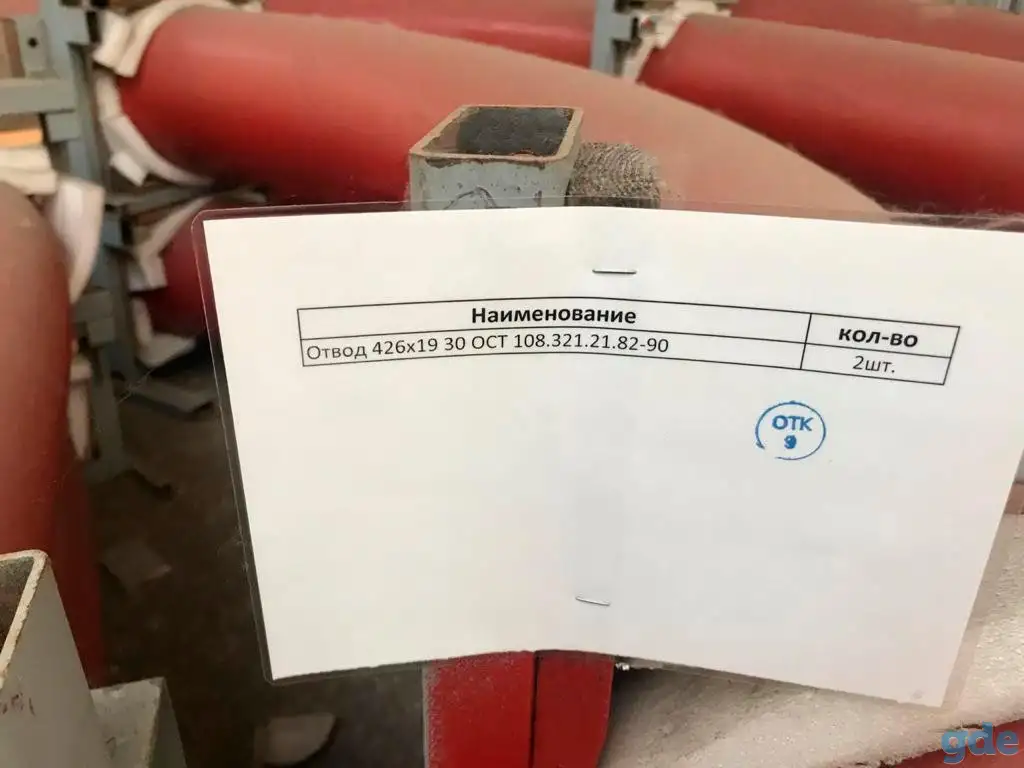 Наименование
кол-во
Отвод 426х19 30 ОСТ 108.321.21.82-90
2шт.
ОТК
9
gde